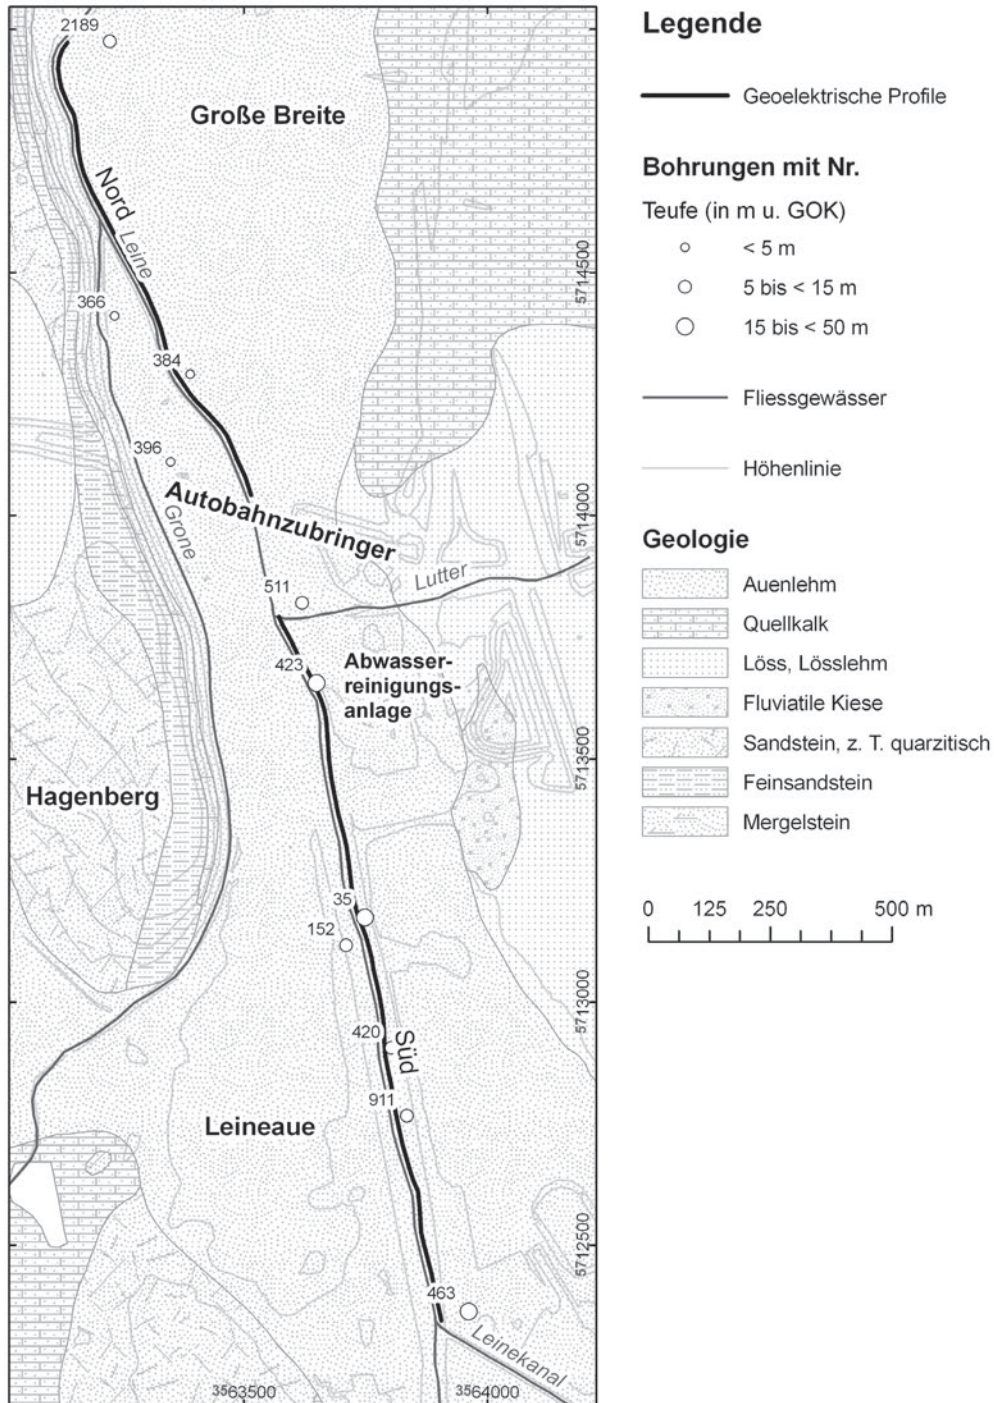 2189
Große Breite
Nord
Leine
366
384
396
Autobahnzubringer
Grone
Lutter
511
423
Abwasser-
reinigungs-
anlage
Hagenberg
35
152
420
Süd
911
Leineaue
463
Leinekanal
5714500
5714000
5713500
5713000
5712500
3563500
3564000
Legende
Geoelektrische Profile
Bohrungen mit Nr.
Teufe (in m u. GOK)
< 5 m
5 bis < 15 m
15 bis < 50 m
Fliessgewässer
Höhenlinie
Geologie
Auenlehm
Quellkalk
Löss, Lösslehm
Fluviatile Kiese
Sandstein, z. T. quarzitisch
Feinsandstein
Mergelstein
0 125 250 500 m